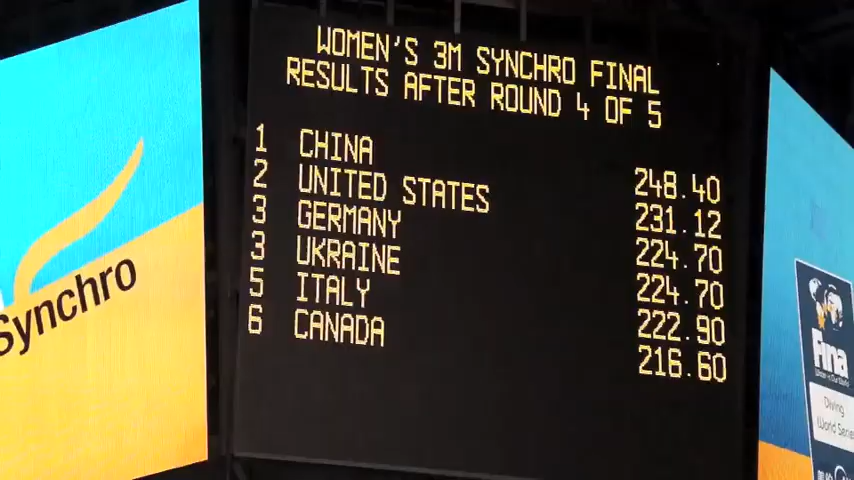 WOMEN'S 3M SYNCHRO FINAL
RESULTS AFTER ROUND 4 OF 5
1 CHINA 248.40
2 UNITED STATES 231.12
3 GERMANY 224.70
3 UKRAINE 224.70
5 ITALY 222.90
6 CANADA 216.60
Synchro
Fina
Diving
World Series